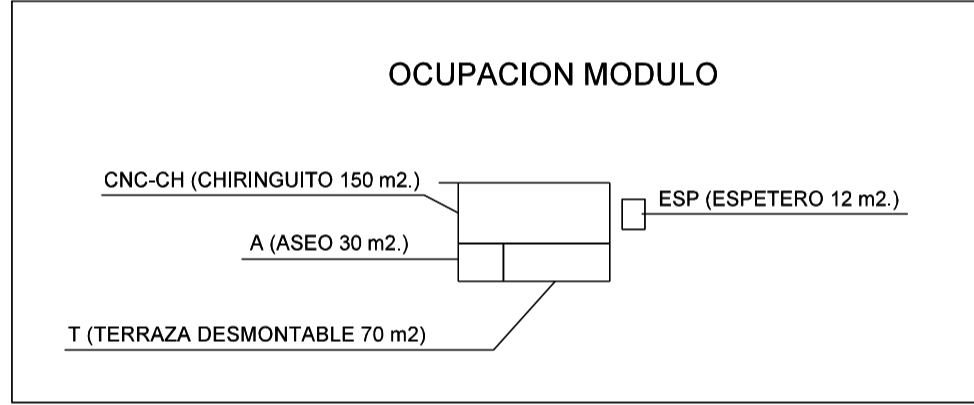 OCUPACION MODULO
CNC-CH (CHIRINGUITO 150 m2.)
ESP (ESPETERO 12 m2.)
A (ASEO 30 m2.)
T (TERRAZA DESMONTABLE 70 m2)